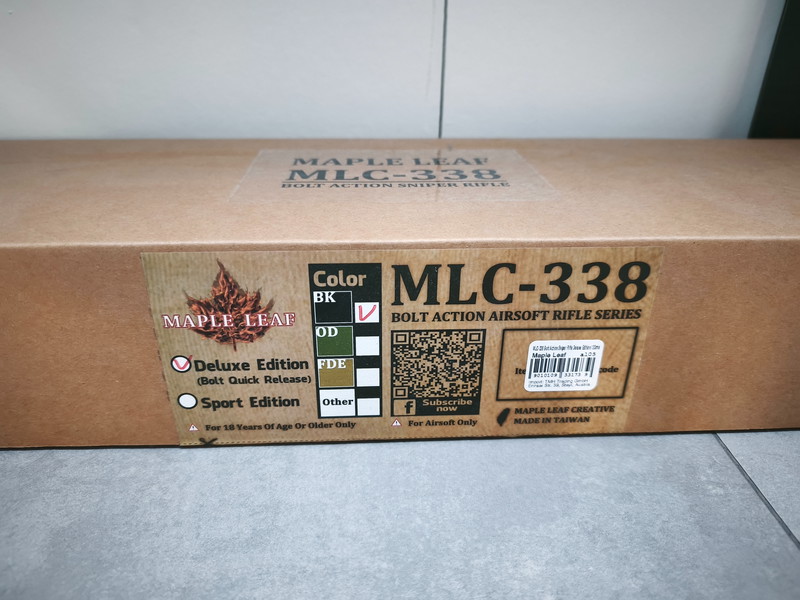 MAPLE LEAF
MLC-338
BOLT ACTION SNIPER RIFLE
MAPLE LEAF
Deluxe Edition
(Bolt Quick Release)
Sport Edition
For 18 Years Of Age Or Older Only
Color
BK
OD
FDE
Other
MLC-338
BOLT ACTION AIRSOFT RIFLE SERIES
Subscribe
now
For Airsoft Only
Maple Leaf
MAPLE LEAF CREATIVE
MADE IN TAIWAN